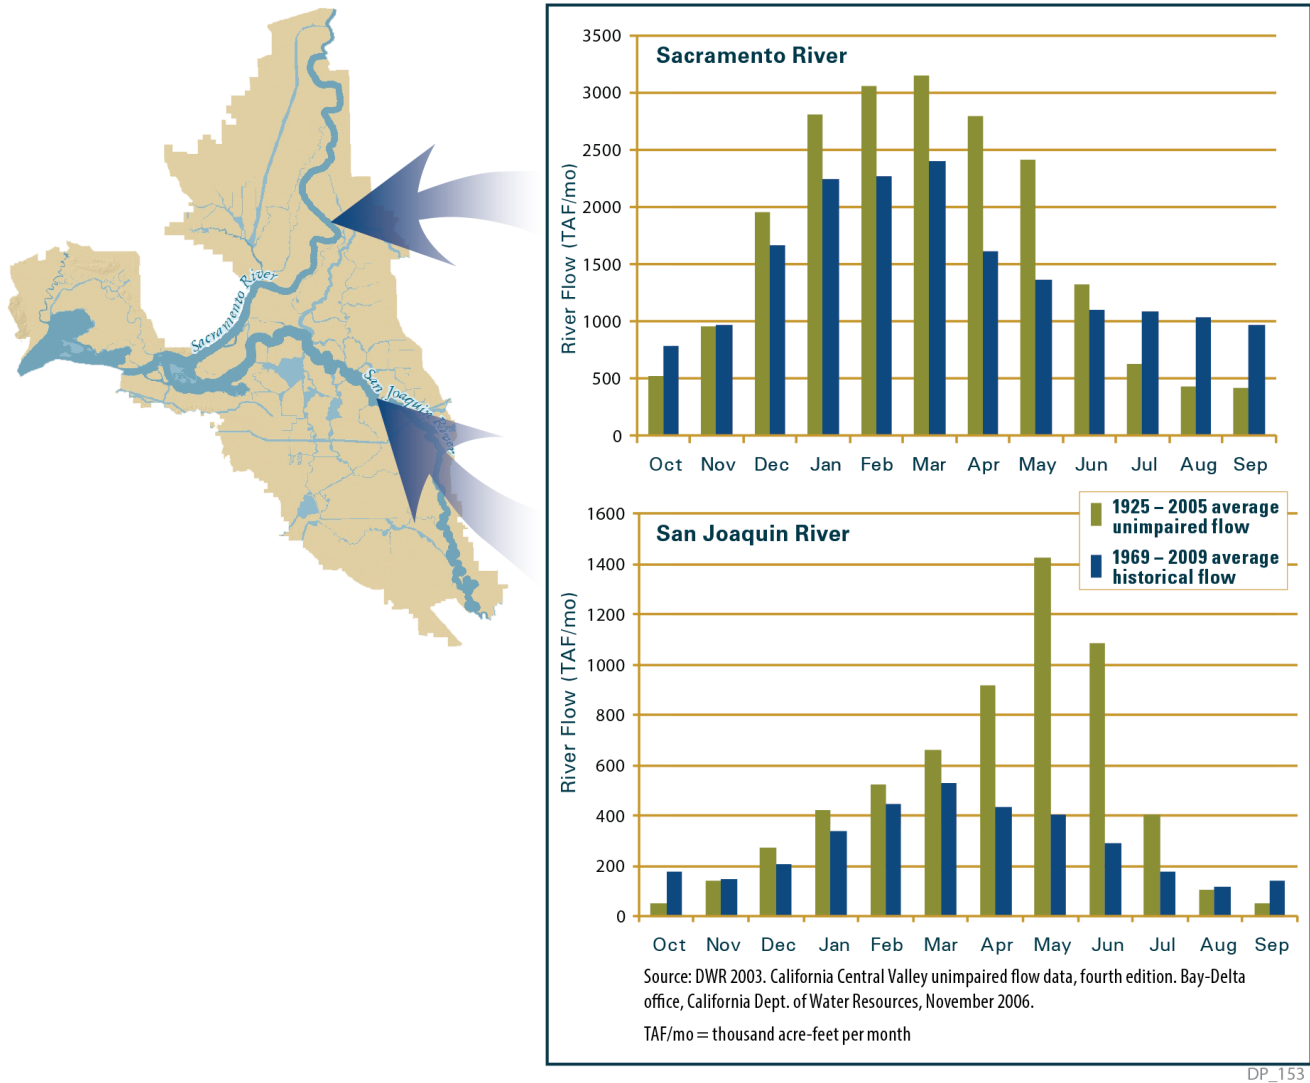 Sacramento River
San Joaquin River
3500
3000
2500
2000
1500
1000
500
0
River Flow (TAF/mo)
Sacramento River
Oct Nov Dec Jan Feb Mar Apr May Jun Jul Aug Sep
1600
1400
1200
1000
800
600
400
200
0
River Flow (TAF/mo)
San Joaquin River
1925 – 2005 average
unimpaired flow
1969 – 2009 average
historical flow
Oct Nov Dec Jan Feb Mar Apr May Jun Jul Aug Sep
Source: DWR 2003. California Central Valley unimpaired flow data, fourth edition. Bay-Delta
office, California Dept. of Water Resources, November 2006.
TAF/mo = thousand acre-feet per month
DP_153